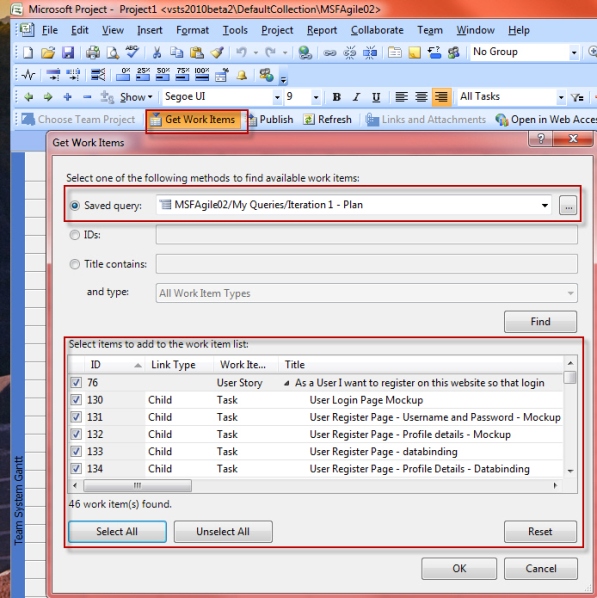 Microsoft Project - Project1 <vsts2010beta2\DefaultCollection\MSFAgile02>
File Edit View Insert Format Tools Project Report Collaborate Team Window Help
No Group
0% 25% 50% 75% 100%
Show Segoe UI 9 B I U All Tasks
Choose Team Project Get Work Items Publish Refresh Links and Attachments Open in Web Acces
Get Work Items
Select one of the following methods to find available work items:
Saved query: MSFAgile02/My Queries/Iteration 1 - Plan ...
IDs:
Title contains:
and type: All Work Item Types
Find
Select items to add to the work item list:
ID Link Type Work Ite... Title
76 User Story As a User I want to register on this website so that login
130 Child Task User Login Page Mockup
131 Child Task User Register Page - Username and Password - Mockup
132 Child Task User Register Page - Profile details - Mockup
133 Child Task User Register Page - databinding
134 Child Task User Register Page - Profile Details - Databinding
46 work item(s) found.
Select All Unselect All Reset
OK Cancel
Team System Gantt